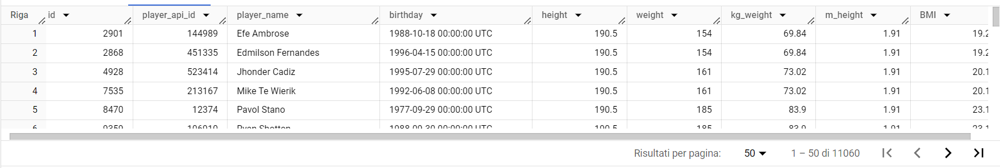 Riga id player_api_id player_name birthday height weight kg_weight m_height BMI
1 2901 144989 Efe Ambrose 1988-10-18 00:00:00 UTC 190.5 154 69.84 1.91 19.2
2 2868 451335 Edmilson Fernandes 1996-04-15 00:00:00 UTC 190.5 154 69.84 1.91 19.2
3 4928 523414 Jhonder Cadiz 1995-07-29 00:00:00 UTC 190.5 161 73.02 1.91 20.1
4 7535 213167 Mike Te Wierik 1992-06-08 00:00:00 UTC 190.5 161 73.02 1.91 20.1
5 8470 12374 Pavol Stano 1977-09-29 00:00:00 UTC 190.5 185 83.9 1.91 23.1
6 9359 106910 Ryan Shotton 1988-09-30 00:00:00 UTC 190.5 185 83.9 1.91 23.1
Risultati per pagina: 50 1 – 50 di 11060